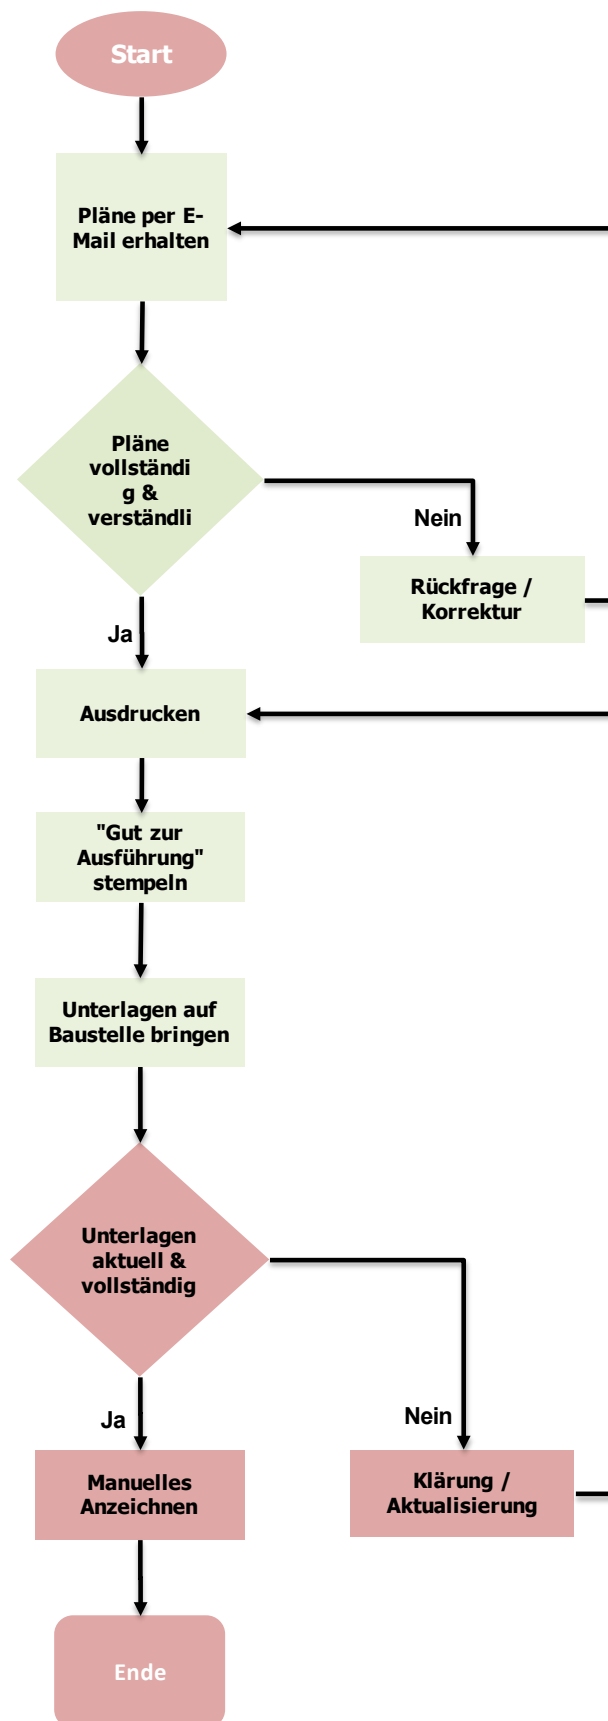 Start
Pläne per E-
Mail erhalten
Pläne
vollständi
g &
verständli
Nein
Rückfrage /
Korrektur
Ja
Ausdrucken
"Gut zur
Ausführung"
stempeln
Unterlagen auf
Baustelle bringen
Unterlagen
aktuell &
vollständig
Ja
Nein
Manuelles
Anzeichnen
Klärung /
Aktualisierung
Ende